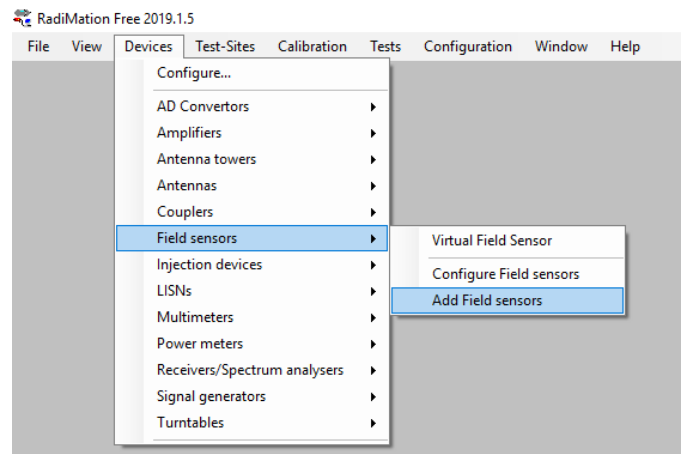 RadiMation Free 2019.1.5
File View Devices Test-Sites Calibration Tests Configuration Window Help
Configure...
AD Convertors
Amplifiers
Antenna towers
Antennas
Couplers
Field sensors
Virtual Field Sensor
Configure Field sensors
Add Field sensors
Injection devices
LISNs
Multimeters
Power meters
Receivers/Spectrum analysers
Signal generators
Turntables